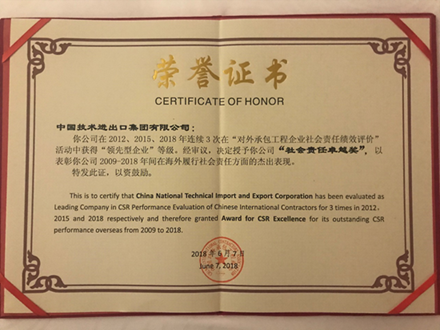 荣誉证书
CERTIFICATE OF HONOR
中国技术进出口集团有限公司：
你公司在2012、2015、2018年连续3次在“对外承包工程企业社会责任绩效评价”
活动中获得“领先型企业”等级。经审议，决定授予你公司“社会责任卓越奖”，以
表彰你公司2009-2018年间在海外履行社会责任方面的杰出表现。
特发此证，以资鼓励。
This is to certify that China National Technical Import and Export Corporation has been evaluated as
Leading Company in CSR Performance Evaluation of Chinese International Contractors for 3 times in 2012,
2015 and 2018 respectively and therefore granted Award for CSR Excellence for its outstanding CSR
performance overseas from 2009 to 2018.
2018年6月7日
June 7, 2018